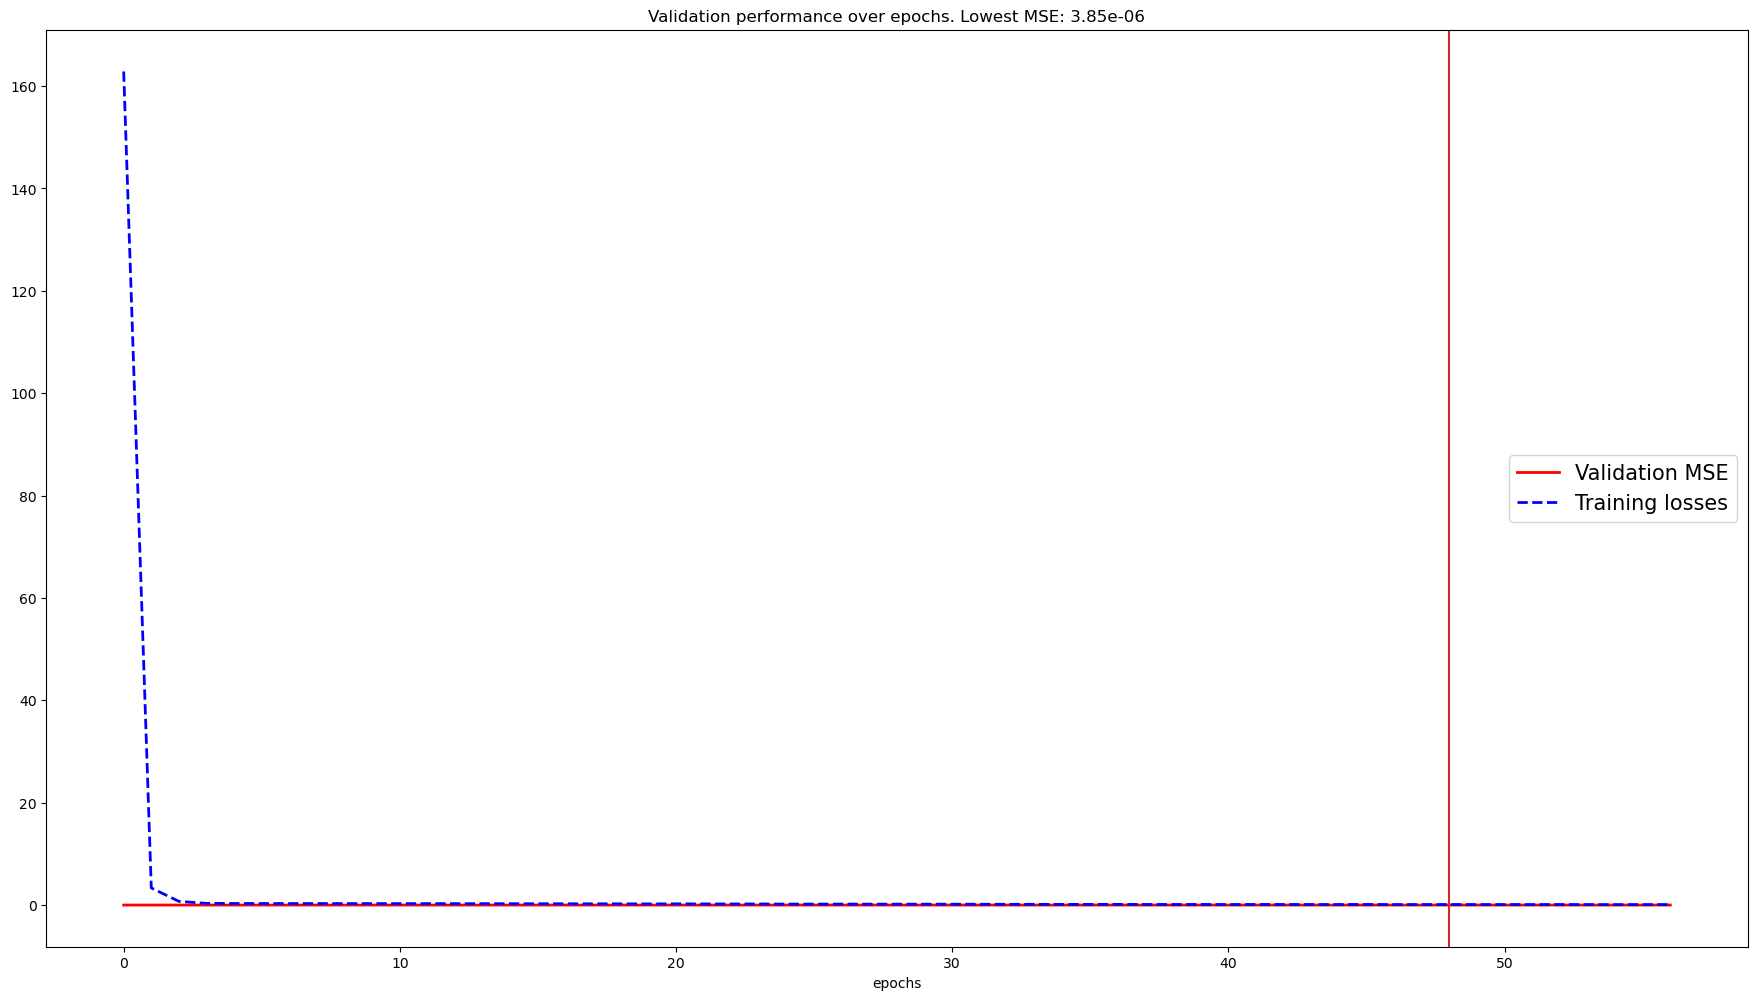 Validation performance over epochs. Lowest MSE: 3.85e-06
160
140
120
100
80
60
40
20
0
Validation MSE
Training losses
0 10 20 30 40 50
epochs